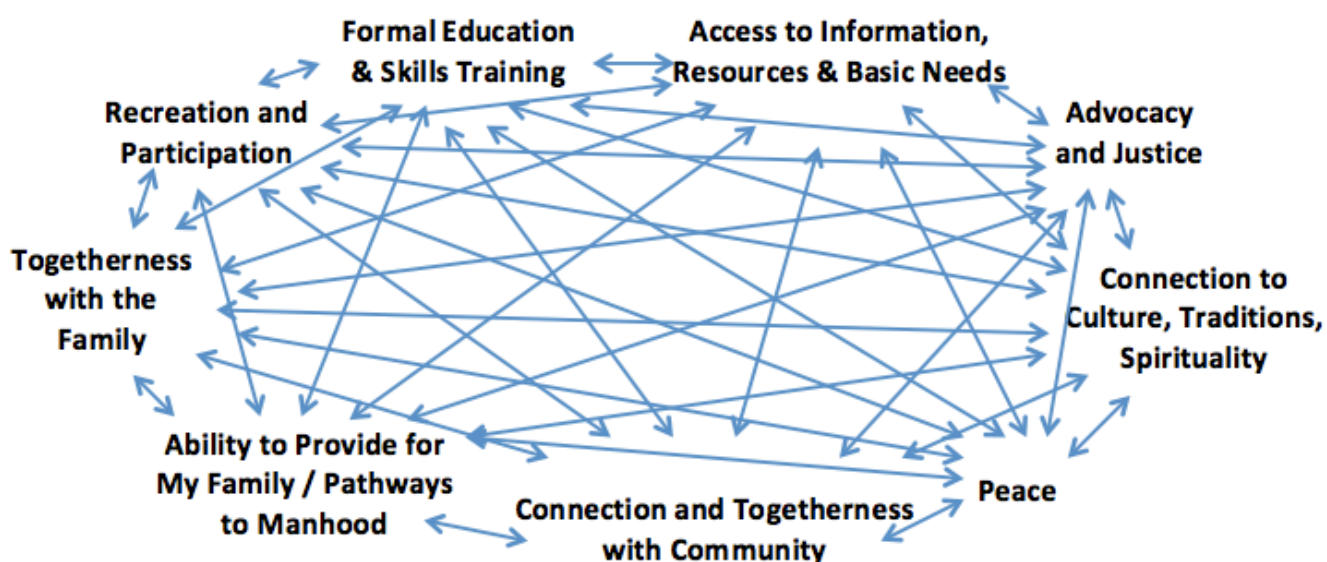 Formal Education
& Skills Training
Access to Information,
Resources & Basic Needs
Recreation and
Participation
Advocacy
and Justice
Togetherness
with the
Family
Connection to
Culture, Traditions,
Spirituality
Ability to Provide for
My Family / Pathways
to Manhood
Connection and Togetherness
with Community
Peace